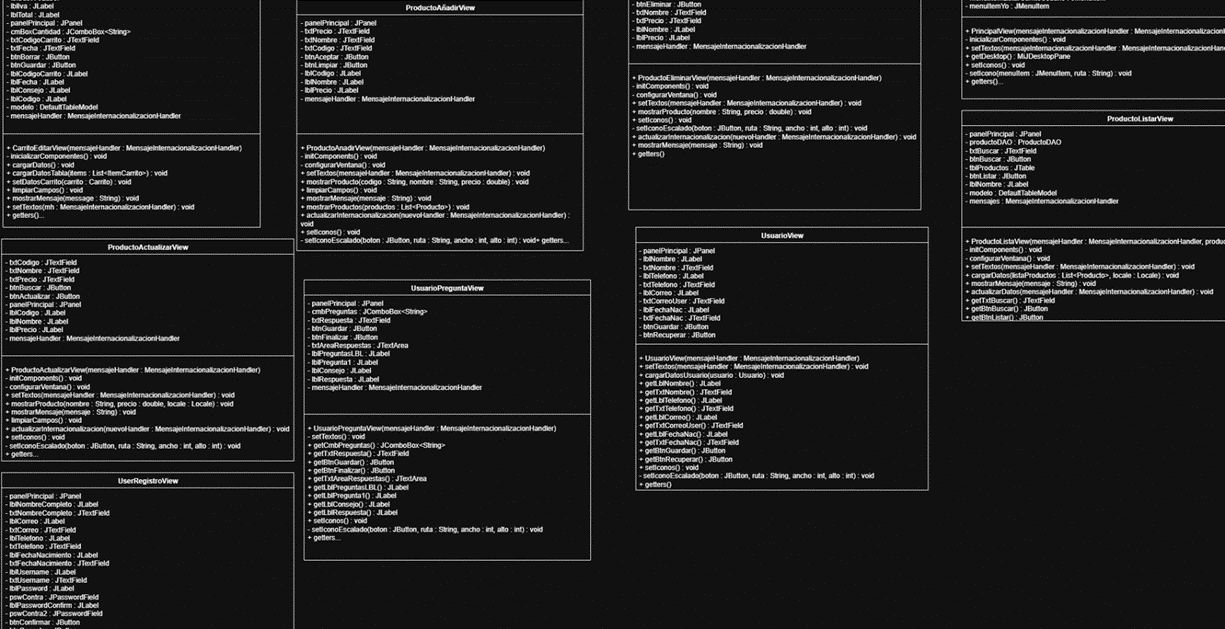 - lblIva : JLabel
- lblTotal : JLabel
- panelPrincipal : JPanel
- cmBoxCantidad : JComboBox<String>
- txtCodigoCarrito : JTextField
- txtFecha : JTextField
- btnBorrar : JButton
- btnGuardar : JButton
- lblCodigoCarrito : JLabel
- lblFecha : JLabel
- lblConsejo : JLabel
- lblCodigo : JLabel
- modelo : DefaultTableModel
- mensajeHandler : MensajeInternacionalizacionHandler
+ CarritoEditarView(mensajeHandler : MensajeInternacionalizacionHandler)
- inicializarComponentes() : void
+ cargarDatos() : void
+ cargarDatosTabla(items : List<ItemCarrito>) : void
+ setDatosCarrito(carrito : Carrito) : void
+ limpiarCampos() : void
+ mostrarMensaje(message : String) : void
+ setTextos(mh : MensajeInternacionalizacionHandler) : void
+ getters()...
ProductoActualizarView
- txtCodigo : JTextField
- txtNombre : JTextField
- txtPrecio : JTextField
- btnBuscar : JButton
- btnActualizar : JButton
- panelPrincipal : JPanel
- lblCodigo : JLabel
- lblNombre : JLabel
- lblPrecio : JLabel
- mensajeHandler : MensajeInternacionalizacionHandler
+ ProductoActualizarView(mensajeHandler : MensajeInternacionalizacionHandler)
- initComponents() : void
- configurarVentana() : void
+ setTextos(mensajeHandler : MensajeInternacionalizacionHandler) : void
+ mostrarProducto(nombre : String, precio : double, locale : Locale) : void
+ mostrarMensaje(mensaje : String) : void
+ limpiarCampos() : void
+ actualizarInternacionalizacion(nuevoHandler : MensajeInternacionalizacionHandler) : void
+ setIconos() : void
- setIconoEscalado(boton : JButton, ruta : String, ancho : int, alto : int) : void
+ getters...
UserRegistroView
- panelPrincipal : JPanel
- lblNombreCompleto : JLabel
- txtNombreCompleto : JTextField
- lblCorreo : JLabel
- txtCorreo : JTextField
- lblTelefono : JLabel
- txtTelefono : JTextField
- lblFechaNacimiento : JLabel
- txtFechaNacimiento : JTextField
- lblUsername : JLabel
- txtUsername : JTextField
- lblPassword : JLabel
- pswContra : JPasswordField
- lblPasswordConfirm : JLabel
- pswContra2 : JPasswordField
- btnConfirmar : JButton
ProductoAñadirView
- panelPrincipal : JPanel
- txtPrecio : JTextField
- txtNombre : JTextField
- txtCodigo : JTextField
- btnAceptar : JButton
- btnLimpiar : JButton
- lblCodigo : JLabel
- lblNombre : JLabel
- lblPrecio : JLabel
- mensajeHandler : MensajeInternacionalizacionHandler
+ ProductoAnadirView(mensajeHandler : MensajeInternacionalizacionHandler)
- initComponents() : void
- configurarVentana() : void
+ setTextos(mensajeHandler : MensajeInternacionalizacionHandler) : void
+ mostrarProducto(codigo : String, nombre : String, precio : double) : void
+ limpiarCampos() : void
+ mostrarMensaje(mensaje : String) : void
+ mostrarProductos(productos : List<Producto>) : void
+ actualizarInternacionalizacion(nuevoHandler : MensajeInternacionalizacionHandler) :
void
+ setIconos() : void
- setIconoEscalado(boton : JButton, ruta : String, ancho : int, alto : int) : void+ getters...
UsuarioPreguntaView
- panelPrincipal : JPanel
- cmbPreguntas : JComboBox<String>
- txtRespuesta : JTextField
- btnGuardar : JButton
- btnFinalizar : JButton
- txtAreaRespuestas : JTextArea
- lblPreguntasLBL : JLabel
- lblPregunta1 : JLabel
- lblConsejo : JLabel
- lblRespuesta : JLabel
- mensajeHandler : MensajeInternacionalizacionHandler
+ UsuarioPreguntaView(mensajeHandler : MensajeInternacionalizacionHandler)
- setTextos() : void
+ getCmbPreguntas() : JComboBox<String>
+ getTxtRespuesta() : JTextField
+ getBtnGuardar() : JButton
+ getBtnFinalizar() : JButton
+ getTxtAreaRespuestas() : JTextArea
+ getLblPreguntasLBL() : JLabel
+ getLblPregunta1() : JLabel
+ getLblConsejo() : JLabel
+ getLblRespuesta() : JLabel
+ setIconos() : void
- setIconoEscalado(boton : JButton, ruta : String, ancho : int, alto : int) : void
+ getters...
- btnEliminar : JButton
- txtNombre : JTextField
- txtPrecio : JTextField
- lblNombre : JLabel
- lblPrecio : JLabel
- mensajeHandler : MensajeInternacionalizacionHandler
+ ProductoEliminarView(mensajeHandler : MensajeInternacionalizacionHandler)
- initComponents() : void
- configurarVentana() : void
+ setTextos(mensajeHandler : MensajeInternacionalizacionHandler) : void
+ mostrarProducto(nombre : String, precio : double) : void
+ setIconos() : void
- setIconoEscalado(boton : JButton, ruta : String, ancho : int, alto : int) : void
+ actualizarInternacionalizacion(nuevoHandler : MensajeInternacionalizacionHandler) : void
+ mostrarMensaje(mensaje : String) : void
+ getters()
UsuarioView
- panelPrincipal : JPanel
- lblNombre : JLabel
- txtNombre : JTextField
- lblTelefono : JLabel
- txtTelefono : JTextField
- lblCorreo : JLabel
- txtCorreoUser : JTextField
- lblFechaNac : JLabel
- txtFechaNac : JTextField
- btnGuardar : JButton
- btnRecuperar : JButton
+ UsuarioView(mensajeHandler : MensajeInternacionalizacionHandler)
+ setTextos(mensajeHandler : MensajeInternacionalizacionHandler) : void
+ cargarDatosUsuario(usuario : Usuario) : void
+ getLblNombre() : JLabel
+ getTxtNombre() : JTextField
+ getLblTelefono() : JLabel
+ getTxtTelefono() : JTextField
+ getLblCorreo() : JLabel
+ getTxtCorreoUser() : JTextField
+ getLblFechaNac() : JLabel
+ getTxtFechaNac() : JTextField
+ getBtnGuardar() : JButton
+ getBtnRecuperar() : JButton
+ setIconos() : void
- setIconoEscalado(boton : JButton, ruta : String, ancho : int, alto : int) : void
+ getters()
- menuItemYo : JMenuItem
+ PrincipalView(mensajeHandler : MensajeInternacionalizacionHandler)
- inicializarComponentes() : void
+ setTextos(mensajeHandler : MensajeInternacionalizacionHandler)
+ getDesktop() : MiJDesktopPane
+ setIconos() : void
- setIcono(menuItem : JMenuItem, ruta : String) : void
+ getters()...
ProductoListarView
- panelPrincipal : JPanel
- productoDAO : ProductoDAO
- txtBuscar : JTextField
- btnBuscar : JButton
- tblProductos : JTable
- btnListar : JButton
- lblNombre : JLabel
- modelo : DefaultTableModel
- mensajes : MensajeInternacionalizacionHandler
+ ProductoListaView(mensajeHandler : MensajeInternacionalizacionHandler,
- initComponents() : void
- configurarVentana() : void
+ setTextos(mensajeHandler : MensajeInternacionalizacionHandler) : void
+ cargarDatos(listaProductos : List<Producto>, locale : Locale) : void
+ mostrarMensaje(mensaje : String) : void
+ actualizarDatos(mensajeHandler : MensajeInternacionalizacionHandler) : void
+ getTxtBuscar() : JTextField
+ getBtnBuscar() : JButton
+ getBtnListar() : JButton